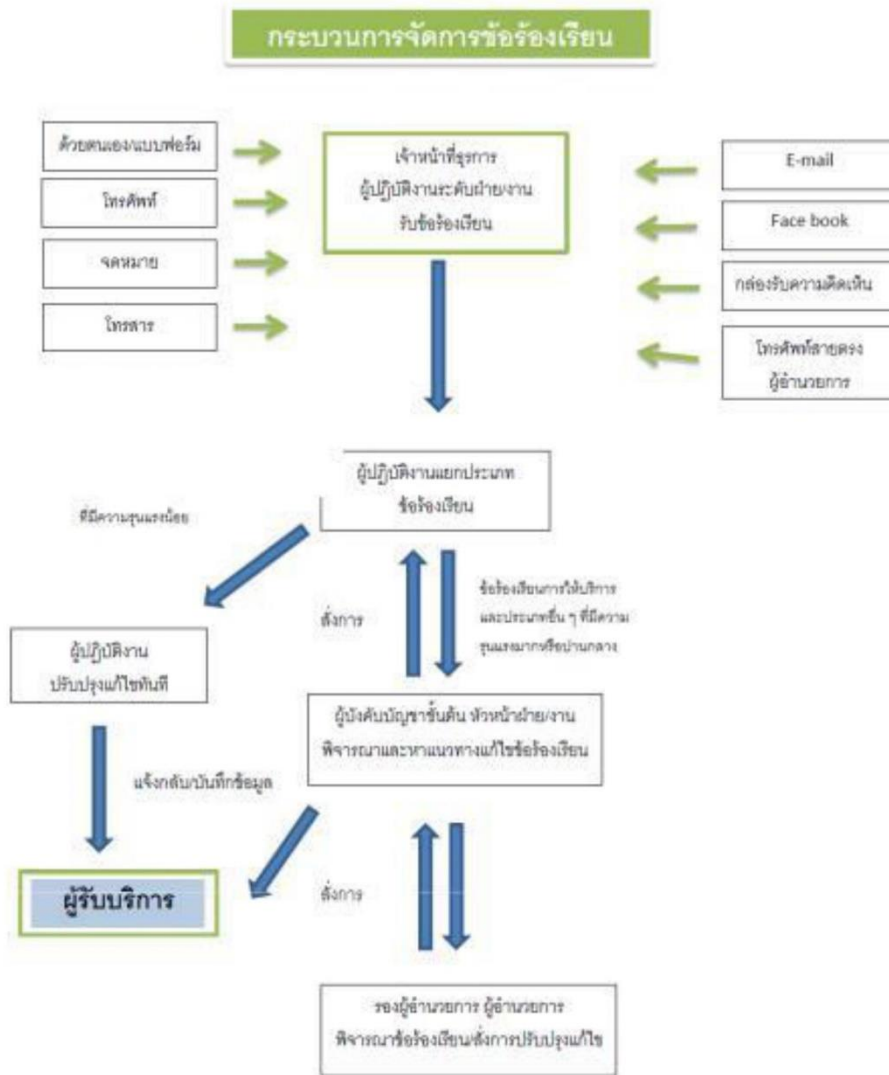 กระบวนการจัดการข้อร้องเรียน
ด้วยตนเอง/แบบฟอร์ม
โทรศัพท์
จดหมาย
โทรสาร
เจ้าหน้าที่ธุรการ
ผู้ปฏิบัติงานระดับฝ่าย/งาน
รับข้อร้องเรียน
E-mail
Face book
กล่องรับความคิดเห็น
โทรศัพท์สายตรง
ผู้อำนวยการ
ผู้ปฏิบัติงานแยกประเภท
ข้อร้องเรียน
ที่มีความรุนแรงน้อย
สั่งการ
ข้อร้องเรียนการให้บริการ
และประเภทอื่น ๆ ที่มีความ
รุนแรงมากหรือปานกลาง
ผู้ปฏิบัติงาน
ปรับปรุงแก้ไขทันที
ผู้บังคับบัญชาชั้นต้น หัวหน้าฝ่าย/งาน
พิจารณาและหาแนวทางแก้ไขข้อร้องเรียน
แจ้งกลับ/บันทึกข้อมูล
ผู้รับบริการ
สั่งการ
รองผู้อำนวยการ ผู้อำนวยการ
พิจารณาข้อร้องเรียน/สั่งการปรับปรุงแก้ไข